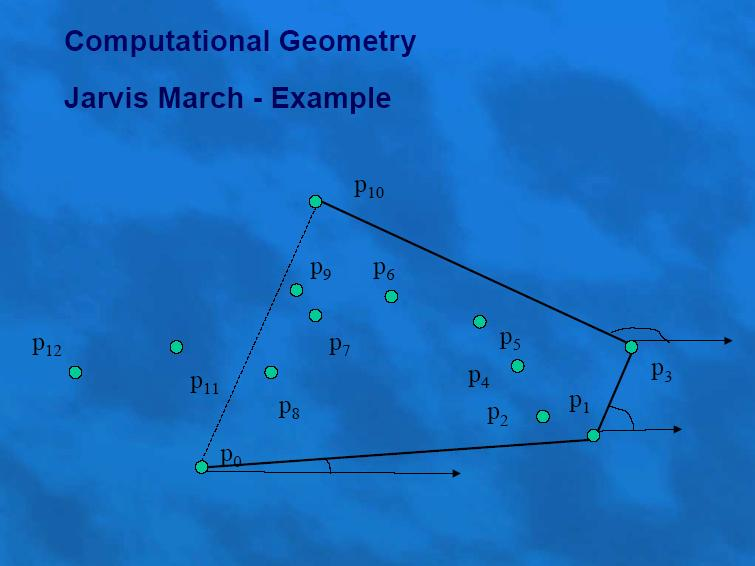 Computational Geometry
Jarvis March - Example
p10
p9 p6
p12
p7
p5
p11
p4
p3
p8
p2
p1
p0